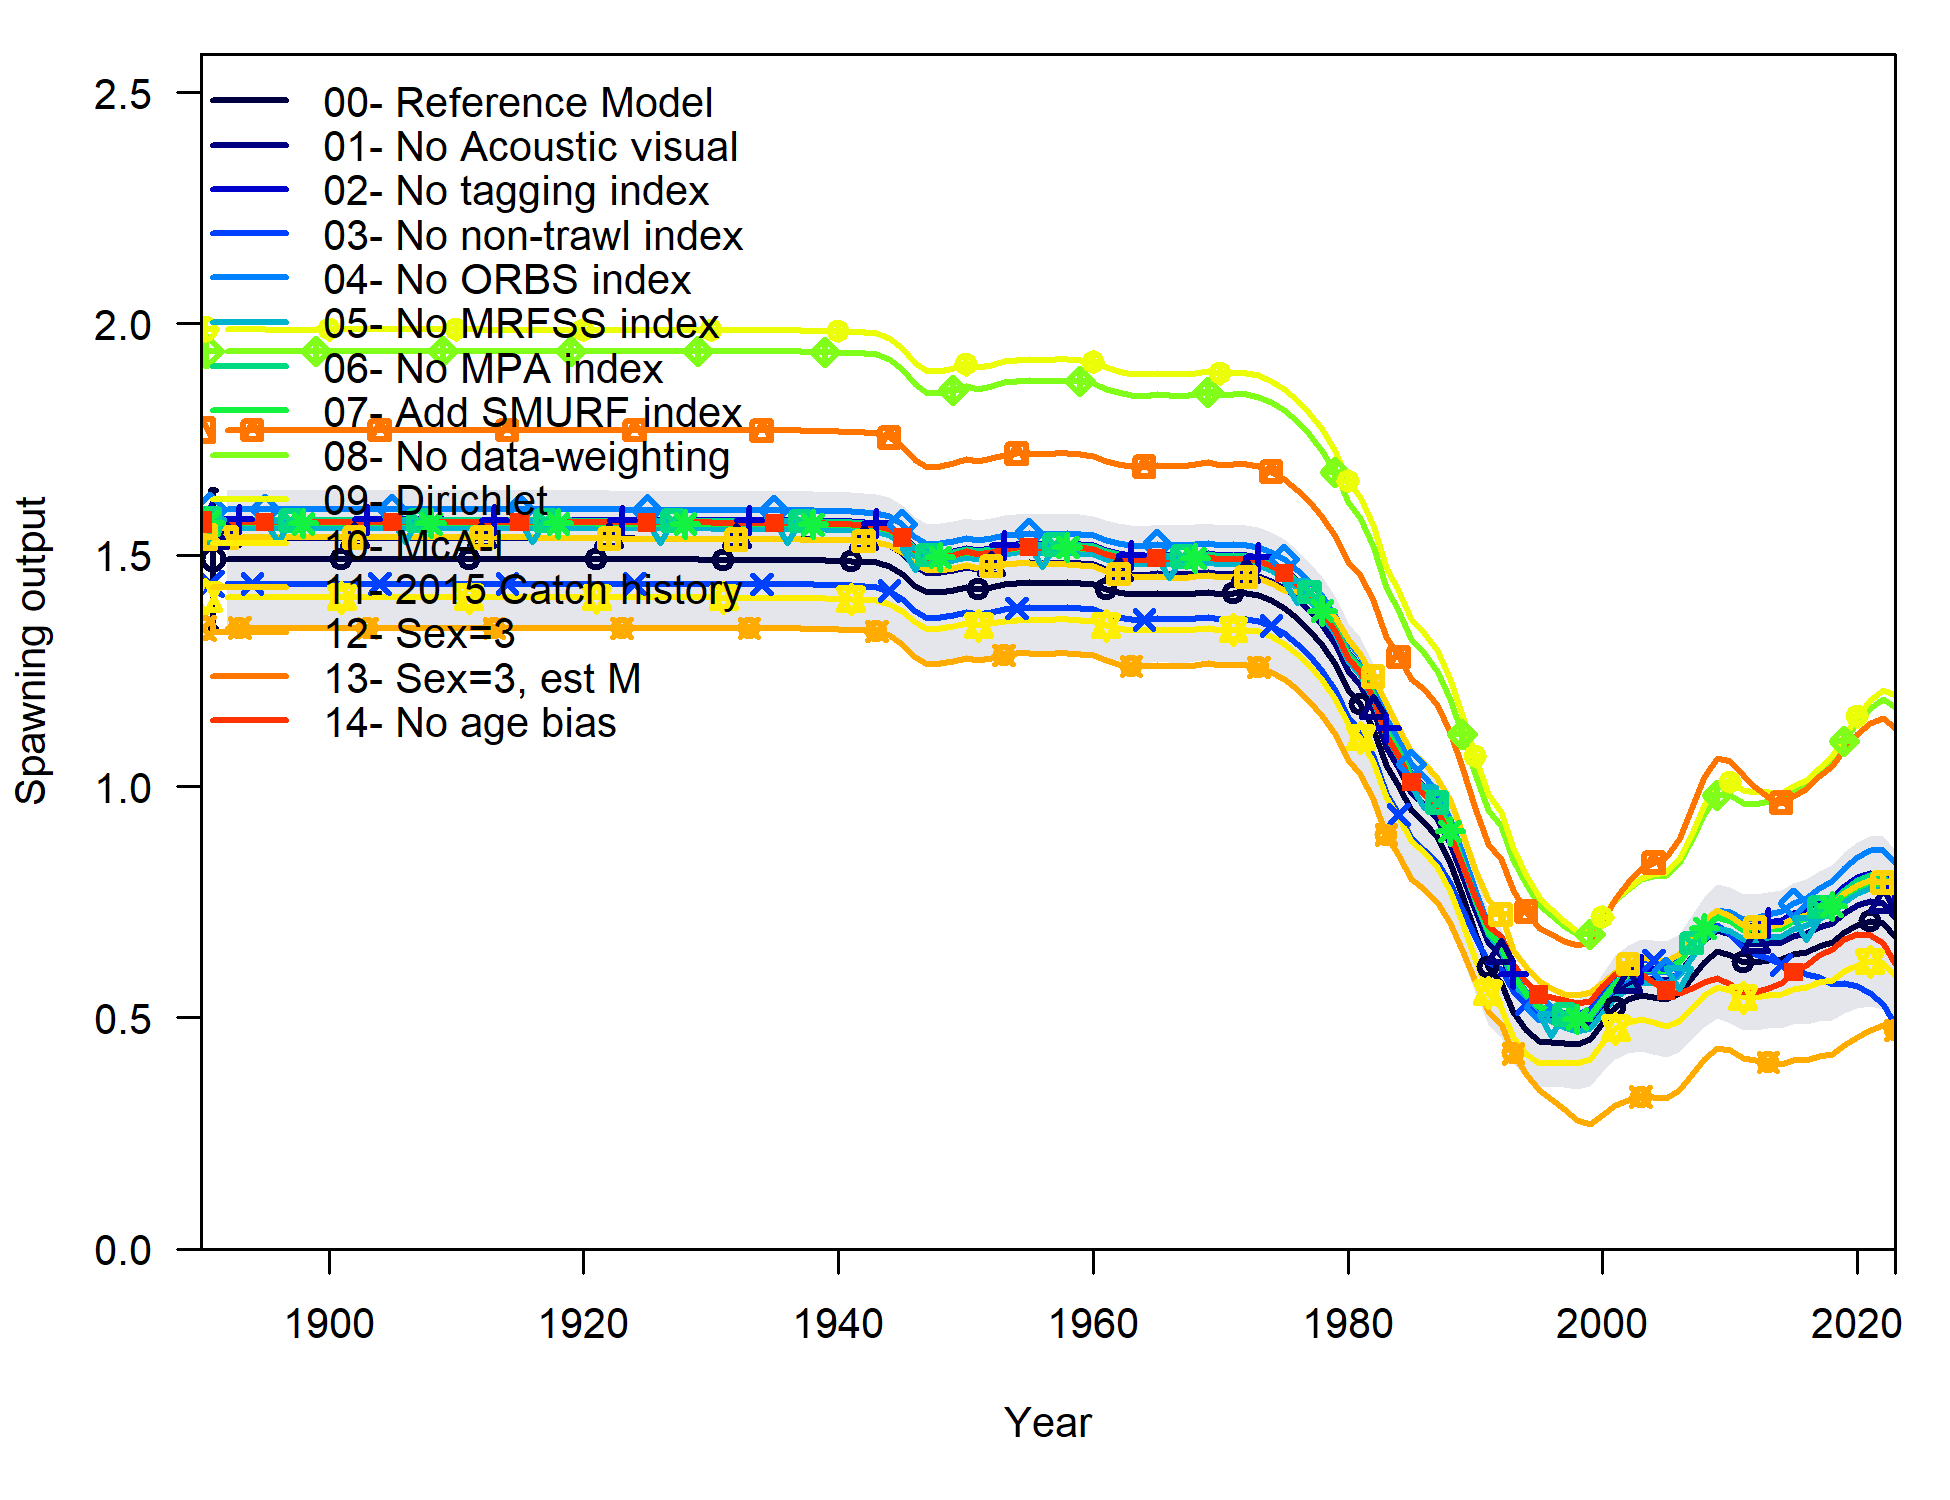 2.5
2.0
1.5
1.0
0.5
0.0
Spawning output
00- Reference Model
01- No Acoustic visual
02- No tagging index
03- No non-trawl index
04- No ORBS index
05- No MRFSS index
06- No MPA index
07- Add SMURF index
08- No data-weighting
09- Dirichlet
10- McA-I
11- 2015 Catch history
12- Sex=3
13- Sex=3, est M
14- No age bias
1900 1920 1940 1960 1980 2000 2020
Year